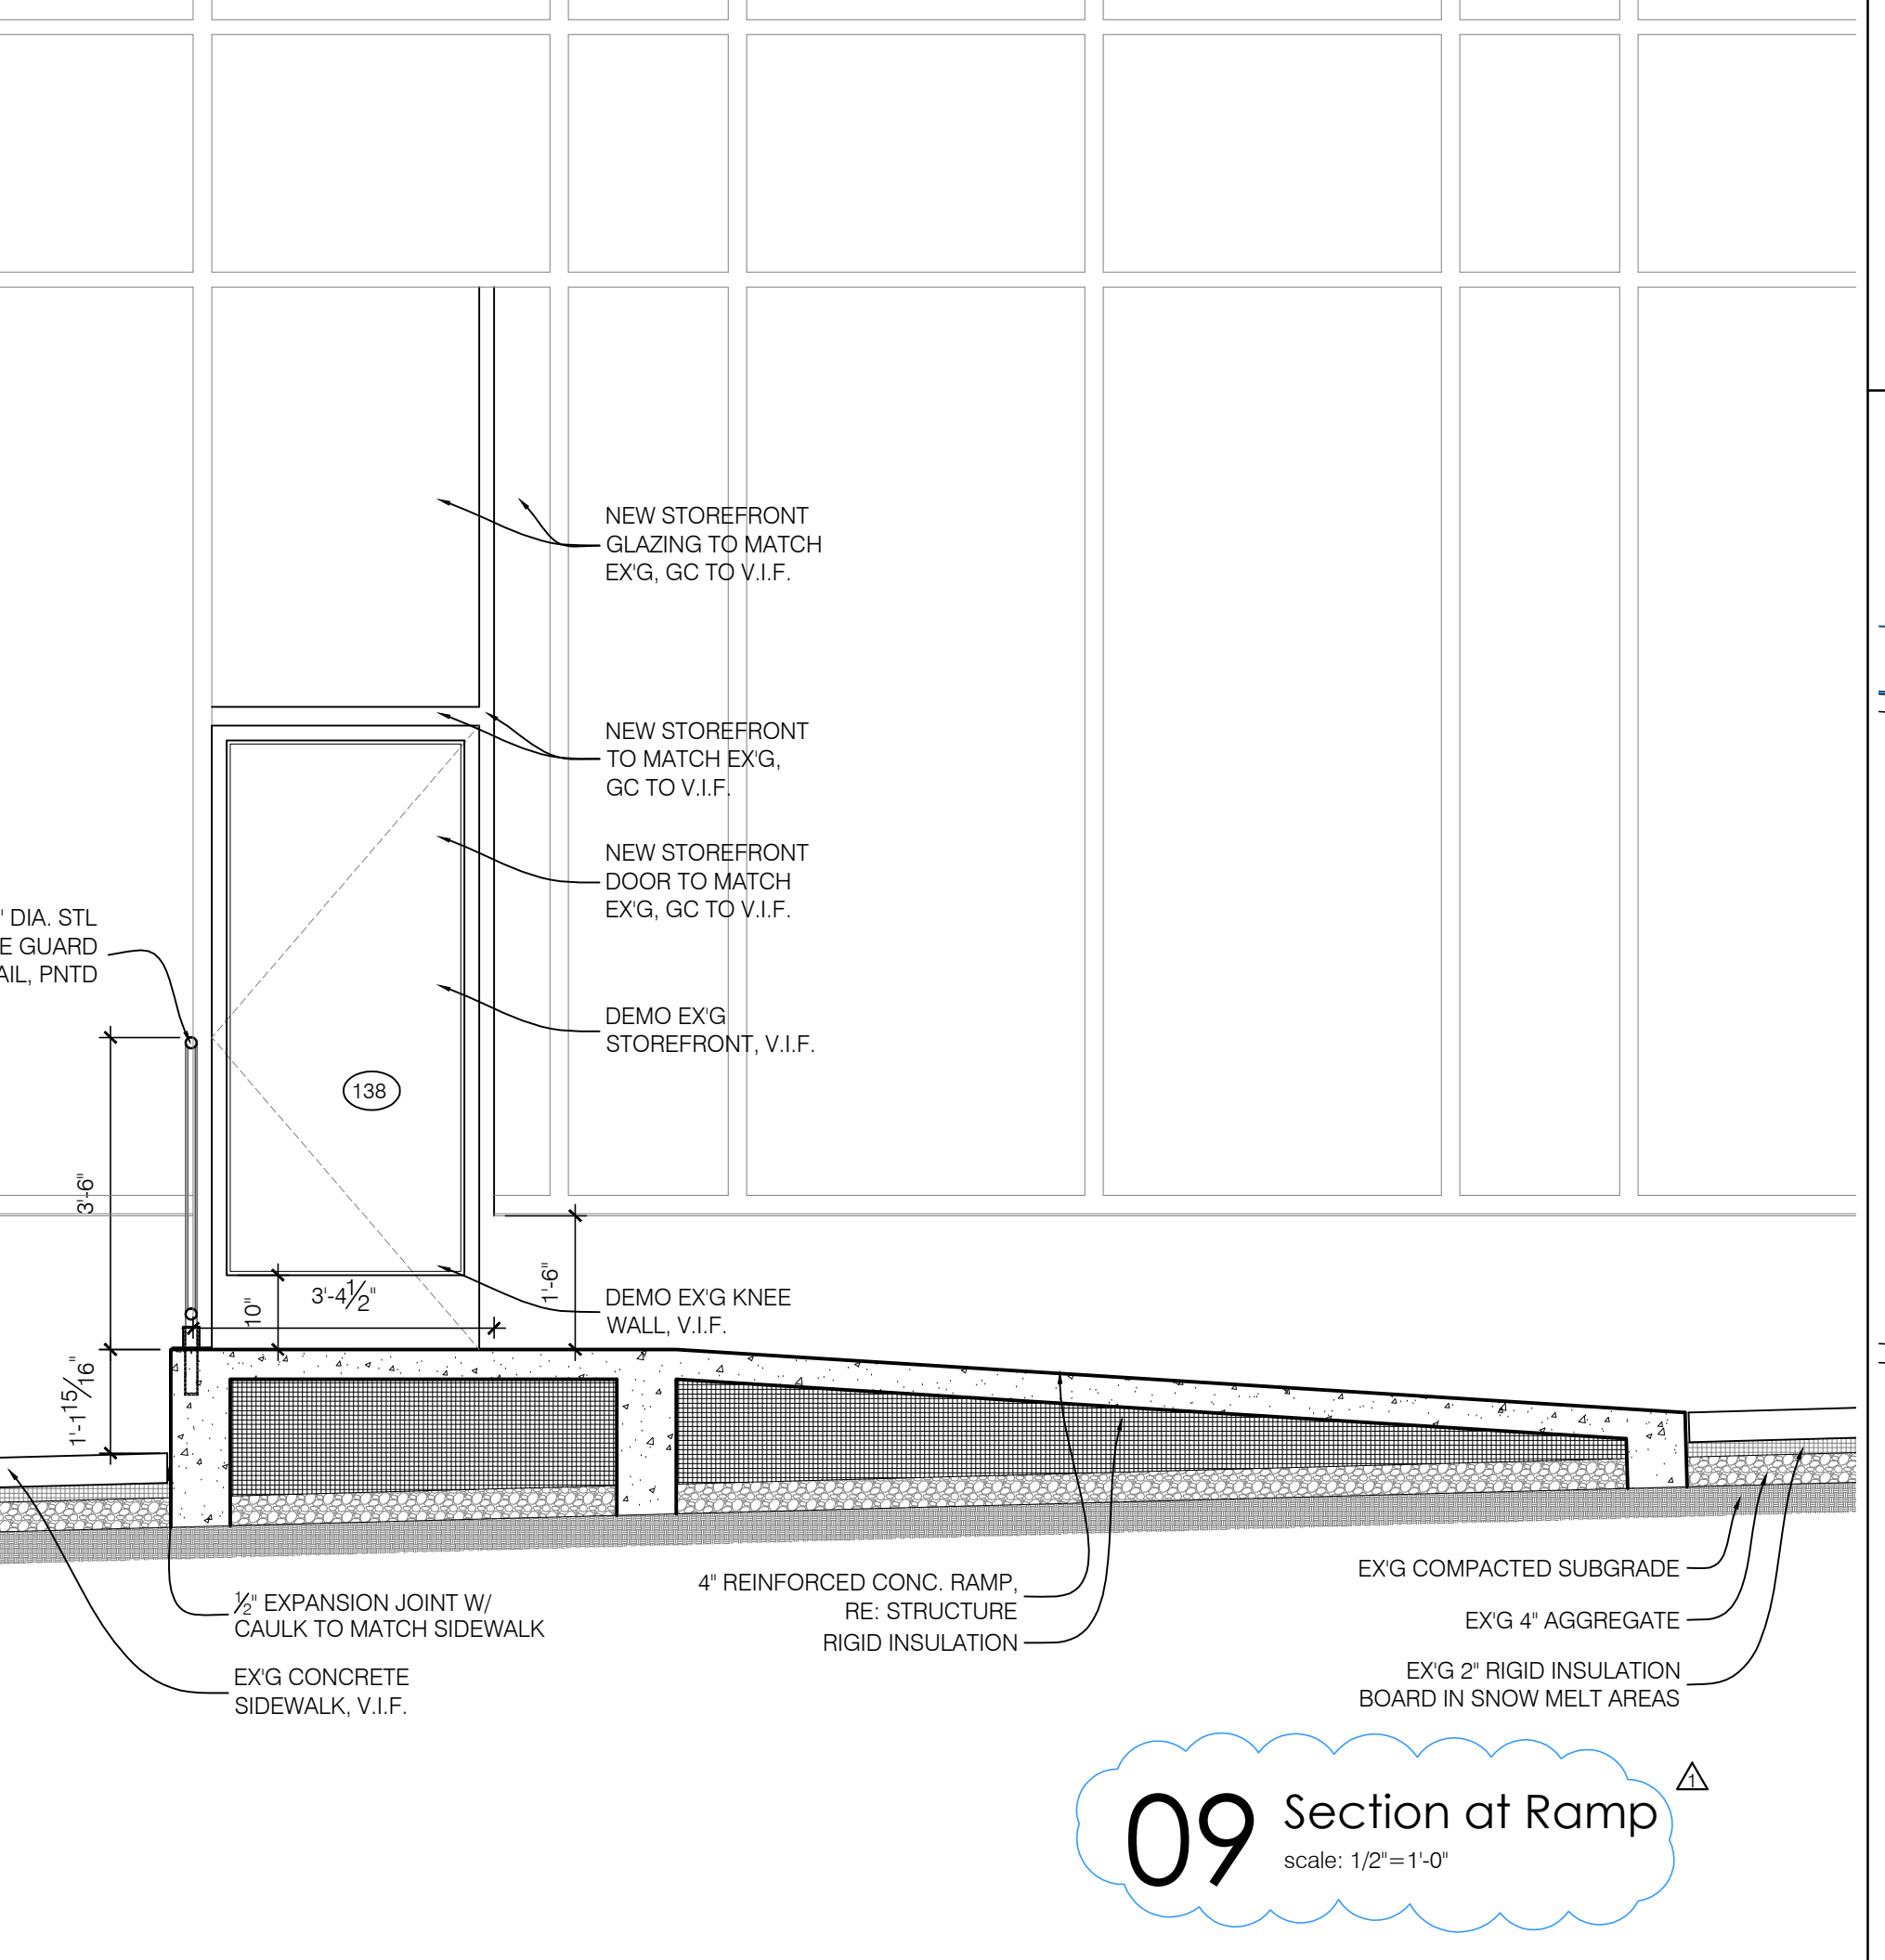 NEW STOREFRONT
GLAZING TO MATCH
EX'G, GC TO V.I.F.
NEW STOREFRONT
TO MATCH EX'G,
GC TO V.I.F.
NEW STOREFRONT
DOOR TO MATCH
EX'G, GC TO V.I.F.
" DIA. STL
E GUARD
AIL, PNTD
DEMO EX'G
STOREFRONT, V.I.F.
138
3'-6"
10"
3'-4½"
1'-6"
DEMO EX'G KNEE
WALL, V.I.F.
1'-1 15/16"
½" EXPANSION JOINT W/
CAULK TO MATCH SIDEWALK
EX'G CONCRETE
SIDEWALK, V.I.F.
4" REINFORCED CONC. RAMP,
RE: STRUCTURE
RIGID INSULATION
EX'G COMPACTED SUBGRADE
EX'G 4" AGGREGATE
EX'G 2" RIGID INSULATION
BOARD IN SNOW MELT AREAS
09 Section at Ramp
scale: 1/2"=1'-0"
1